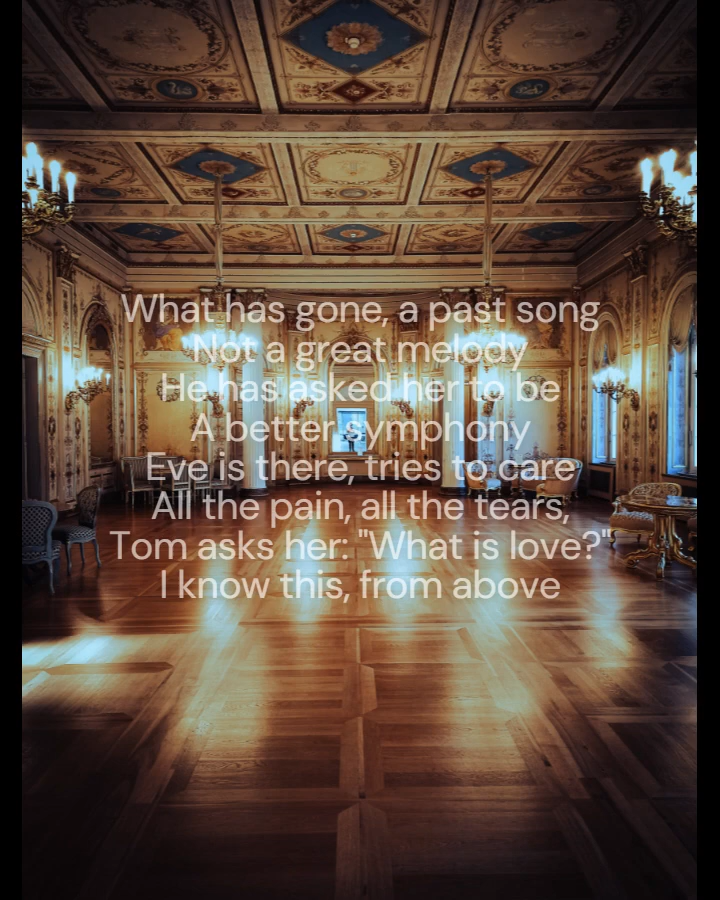 What has gone, a past song
Not a great melody
He has asked her to be
A better symphony
Eve is there, tries to care
All the pain, all the tears,
Tom asks her: "What is love?"
I know this, from above